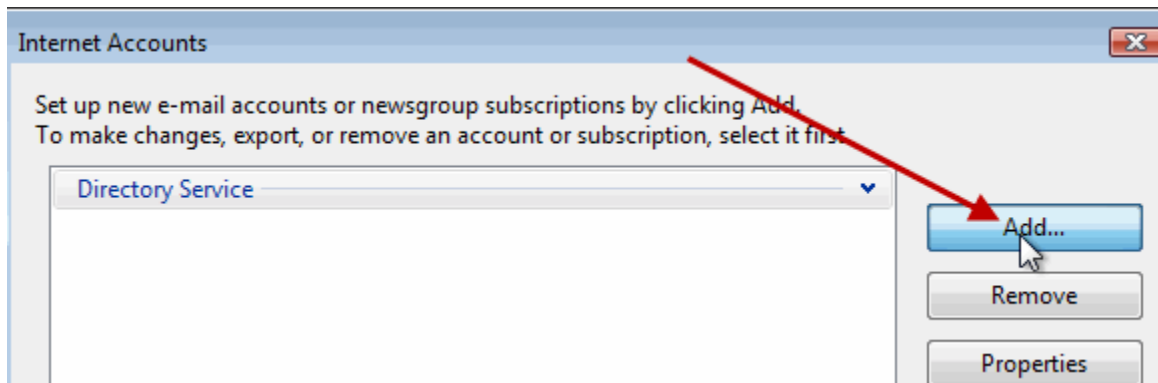 Internet Accounts
Set up new e-mail accounts or newsgroup subscriptions by clicking Add.
To make changes, export, or remove an account or subscription, select it first
Directory Service
Add...
Remove
Properties